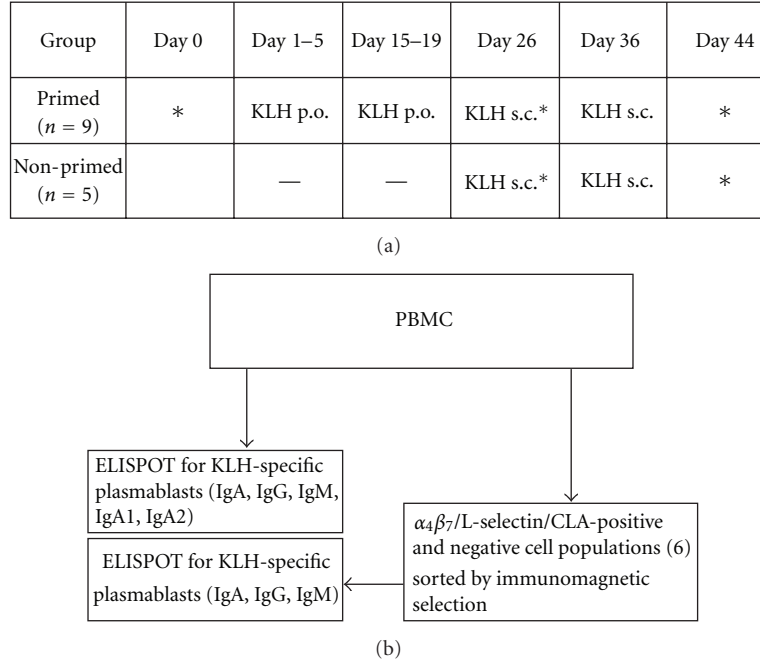 Group Day 0 Day 1–5 Day 15–19 Day 26 Day 36 Day 44
Primed
(n = 9) * KLH p.o. KLH p.o. KLH s.c.* KLH s.c. *
Non-primed
(n = 5) — — KLH s.c.* KLH s.c. *
(a)
PBMC
ELISPOT for KLH-specific
plasmablasts (IgA, IgG, IgM,
IgA1, IgA2)
α4β7/L-selectin/CLA-positive
and negative cell populations (6)
sorted by immunomagnetic
selection
ELISPOT for KLH-specific
plasmablasts (IgA, IgG, IgM)
(b)